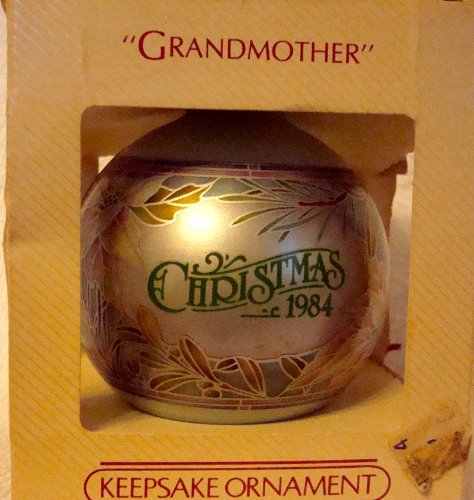 "GRANDMOTHER"
CHRISTMAS
1984
KEEPSAKE ORNAMENT